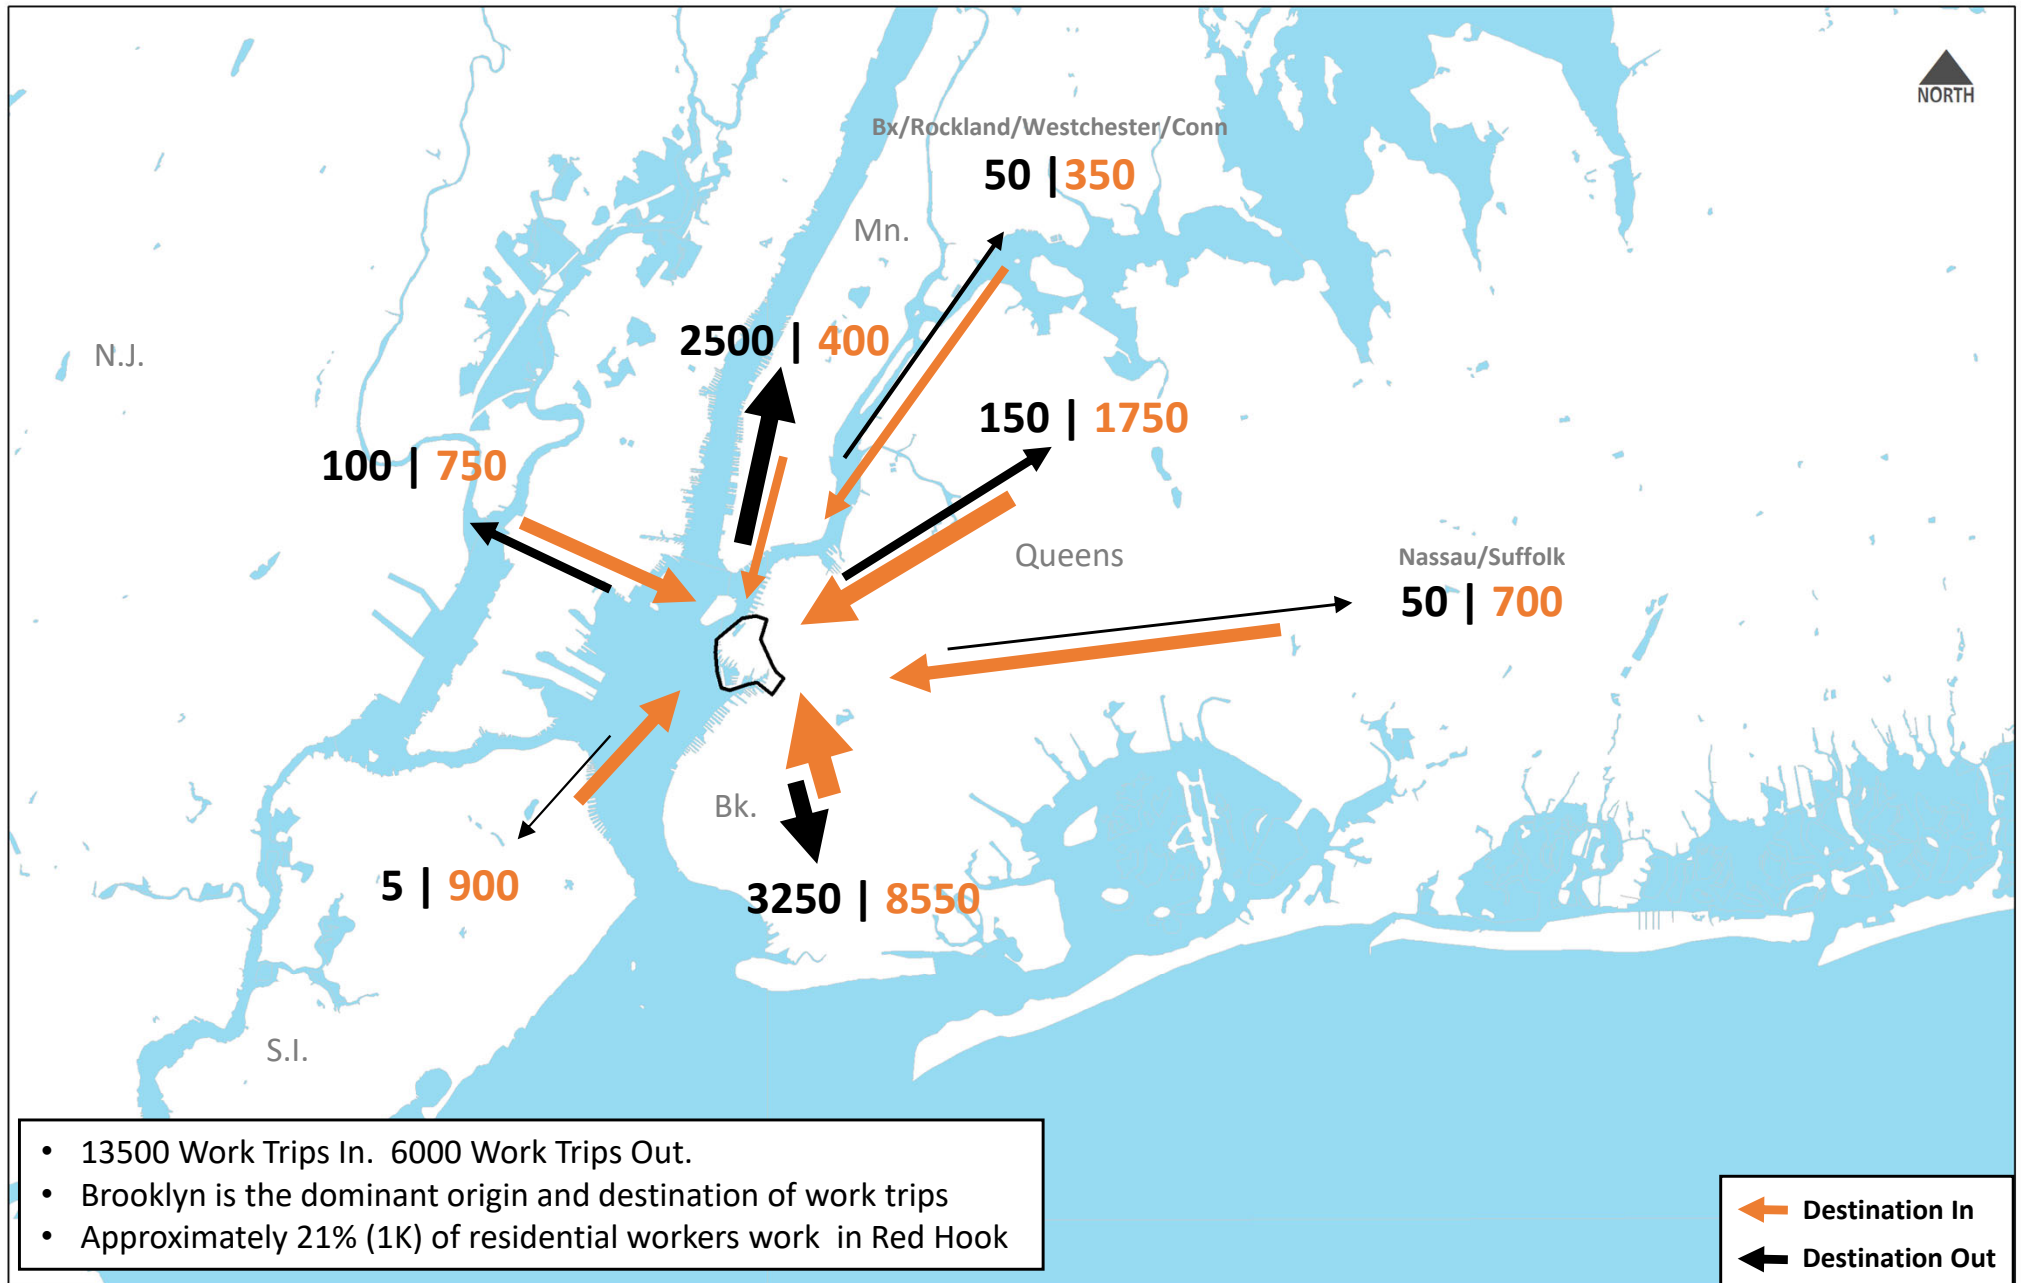 NORTH
Bx/Rockland/Westchester/Conn
50 | 350
Mn.
2500 | 400
N.J.
150 | 1750
100 | 750
Queens
Nassau/Suffolk
50 | 700
Bk.
5 | 900
3250 | 8550
S.I.
• 13500 Work Trips In.  6000 Work Trips Out.
• Brooklyn is the dominant origin and destination of work trips
• Approximately 21% (1K) of residential workers work  in Red Hook
Destination In
Destination Out